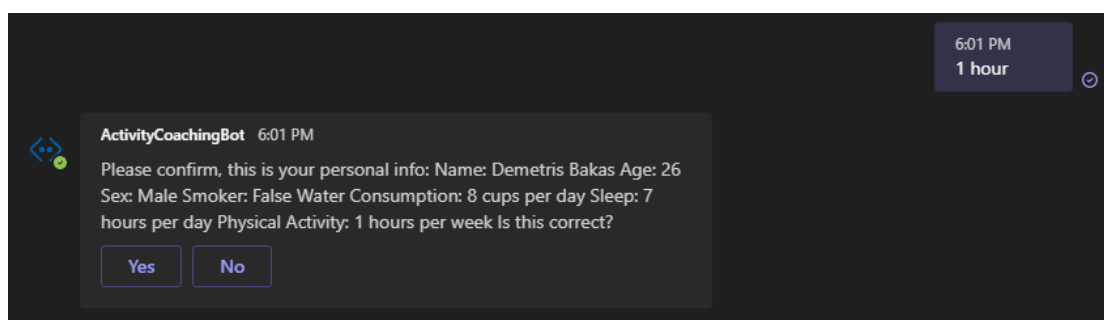 6:01 PM
1 hour
ActivityCoachingBot 6:01 PM
Please confirm, this is your personal info: Name: Demetris Bakas Age: 26
Sex: Male Smoker: False Water Consumption: 8 cups per day Sleep: 7
hours per day Physical Activity: 1 hours per week Is this correct?
Yes No